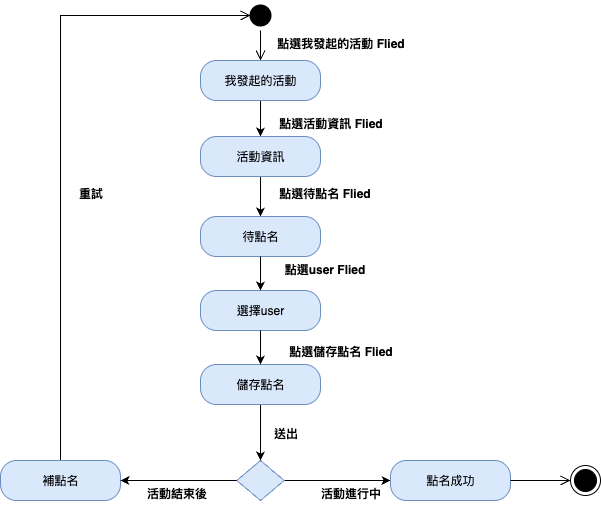 點選我發起的活動 Flied
我發起的活動
點選活動資訊 Flied
活動資訊
點選待點名 Flied
重試
待點名
點選user Flied
選擇user
點選儲存點名 Flied
儲存點名
送出
補點名
點名成功
活動結束後
活動進行中